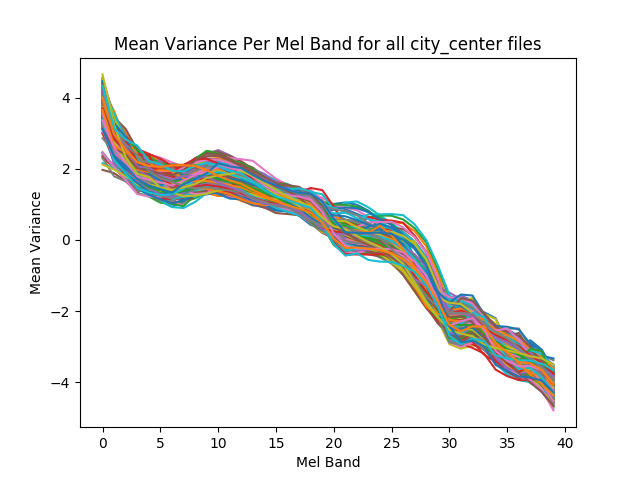 Mean Variance Per Mel Band for all city_center files
Mean Variance
4
2
0
−2
−4
0 5 10 15 20 25 30 35 40
Mel Band